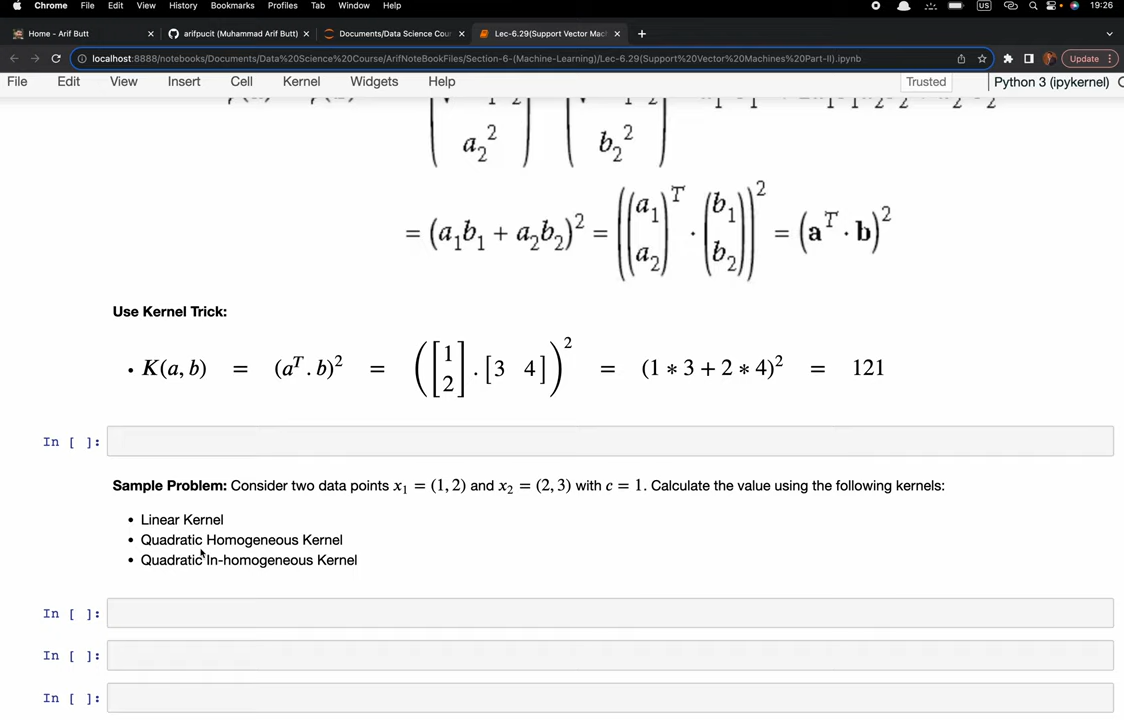 Chrome File Edit View History Bookmarks Profiles Tab Window Help US 19:26
Home - Arif Butt arifpucit (Muhammad Arif Butt) Documents/Data Science Cou Lec-6.29(Support Vector Mac
localhost:8888/notebooks/Documents/Data%20Science%20Course/ArifNoteBookFiles/Section-6-(Machine-Learning)/Lec-6.29(Support%20Vector%20Machines%20Part-II).ipynb Update
File Edit View Insert Cell Kernel Widgets Help Trusted Python 3 (ipykernel)
a₂² b₂²
= (a₁b₁ + a₂b₂)² = ((a₁ a₂)ᵀ · (b₁ b₂))² = (aᵀ · b)²
Use Kernel Trick:
• K(a, b) = (aᵀ. b)² = ([1 2] . [3 4])² = (1 ∗ 3 + 2 ∗ 4)² = 121
In [ ]:
Sample Problem: Consider two data points x₁ = (1, 2) and x₂ = (2, 3) with c = 1. Calculate the value using the following kernels:
• Linear Kernel
• Quadratic Homogeneous Kernel
• Quadratic In-homogeneous Kernel
In [ ]:
In [ ]:
In [ ]: